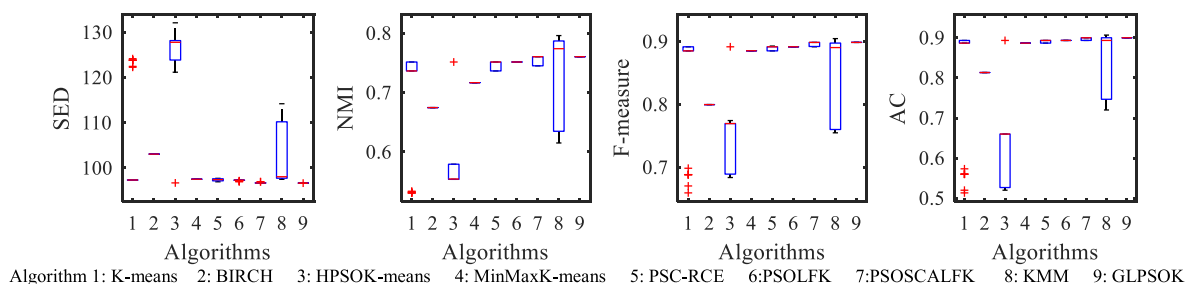 SED
130
120
110
100
1 2 3 4 5 6 7 8 9
Algorithms
NMI
0.8
0.7
0.6
1 2 3 4 5 6 7 8 9
Algorithms
F-measure
0.9
0.8
0.7
1 2 3 4 5 6 7 8 9
Algorithms
AC
0.9
0.8
0.7
0.6
0.5
1 2 3 4 5 6 7 8 9
Algorithms
Algorithm 1: K-means 2: BIRCH 3: HPSOK-means 4: MinMaxK-means 5: PSC-RCE 6:PSOLFK 7:PSOSCALFK 8: KMM 9: GLPSOK